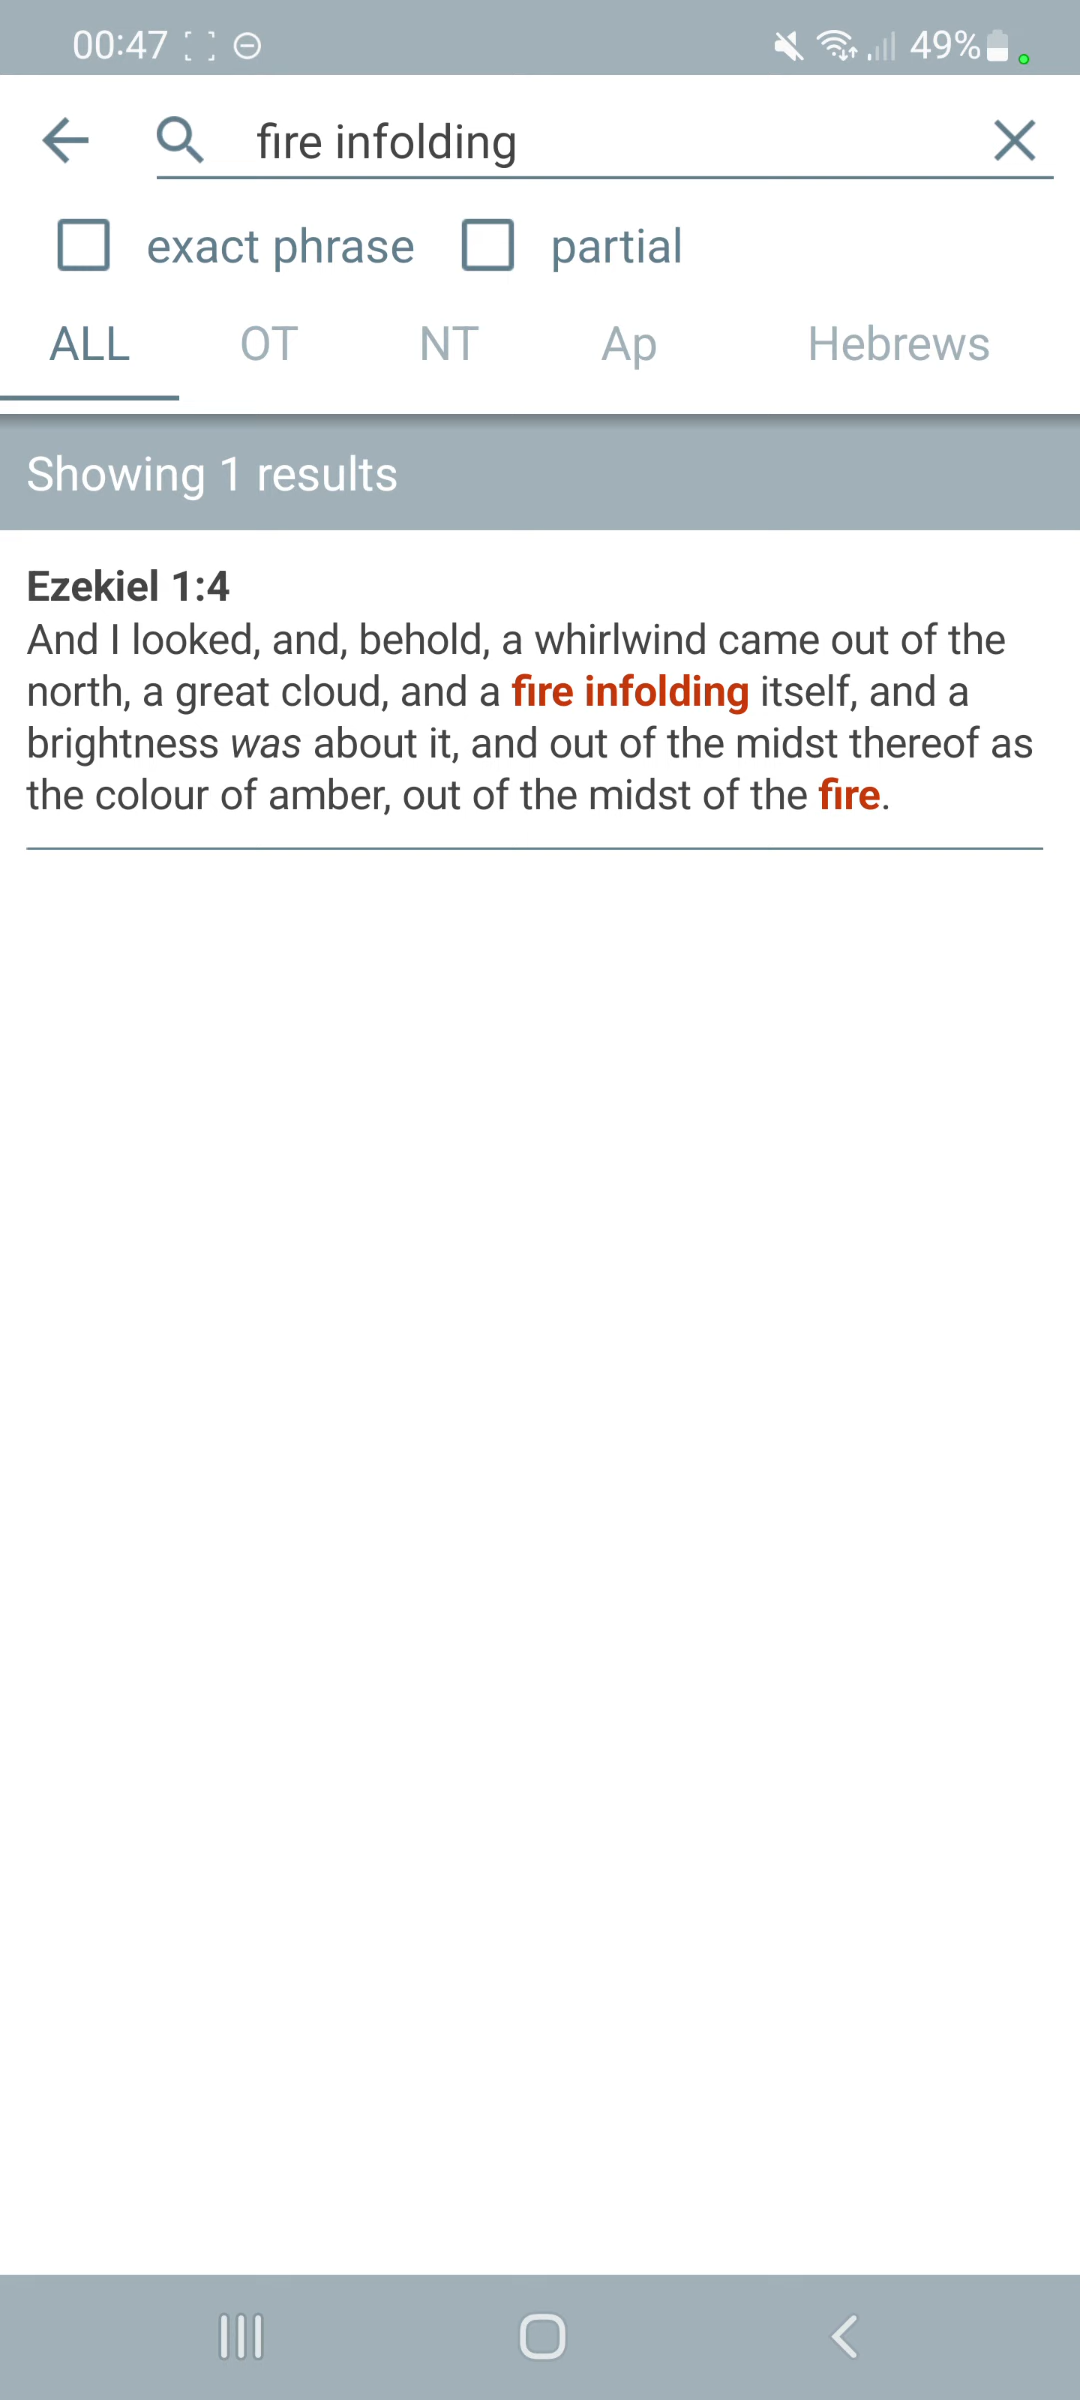 00:47 49%
fire infolding
exact phrase partial
ALL OT NT Ap Hebrews
Showing 1 results
Ezekiel 1:4
And I looked, and, behold, a whirlwind came out of the
north, a great cloud, and a fire infolding itself, and a
brightness was about it, and out of the midst thereof as
the colour of amber, out of the midst of the fire.